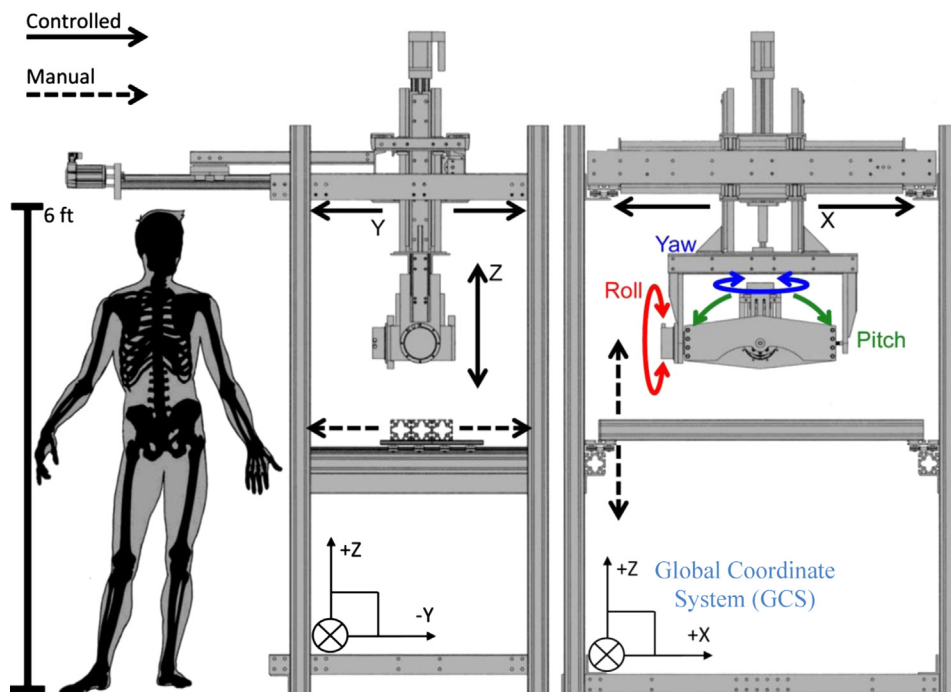 Controlled
Manual
6 ft
Y
Z
X
Yaw
Roll
Pitch
+Z
-Y
+Z
Global Coordinate
System (GCS)
+X